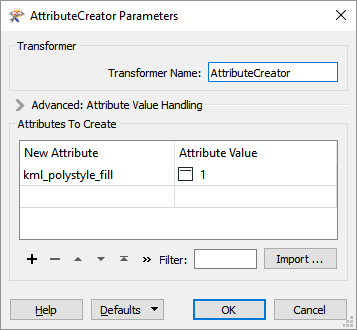 AttributeCreator Parameters
Transformer
Transformer Name: AttributeCreator
Advanced: Attribute Value Handling
Attributes To Create
New Attribute Attribute Value
kml_polystyle_fill 1
Filter: Import ...
Help Defaults OK Cancel